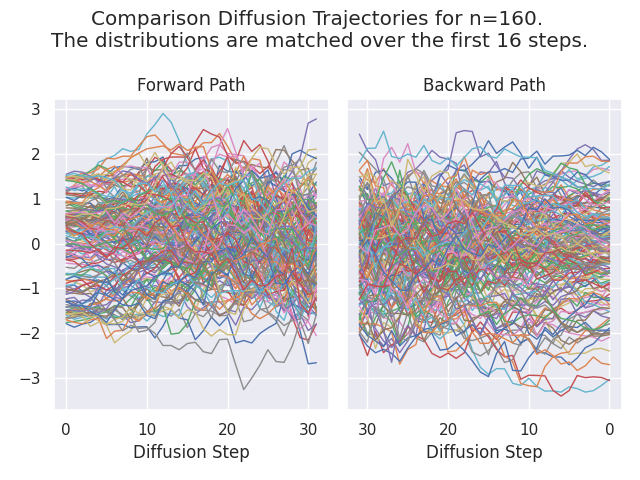 Comparison Diffusion Trajectories for n=160.
The distributions are matched over the first 16 steps.
Forward Path
Backward Path
3
2
1
0
−1
−2
−3
0
10
20
30
30
20
10
0
Diffusion Step
Diffusion Step